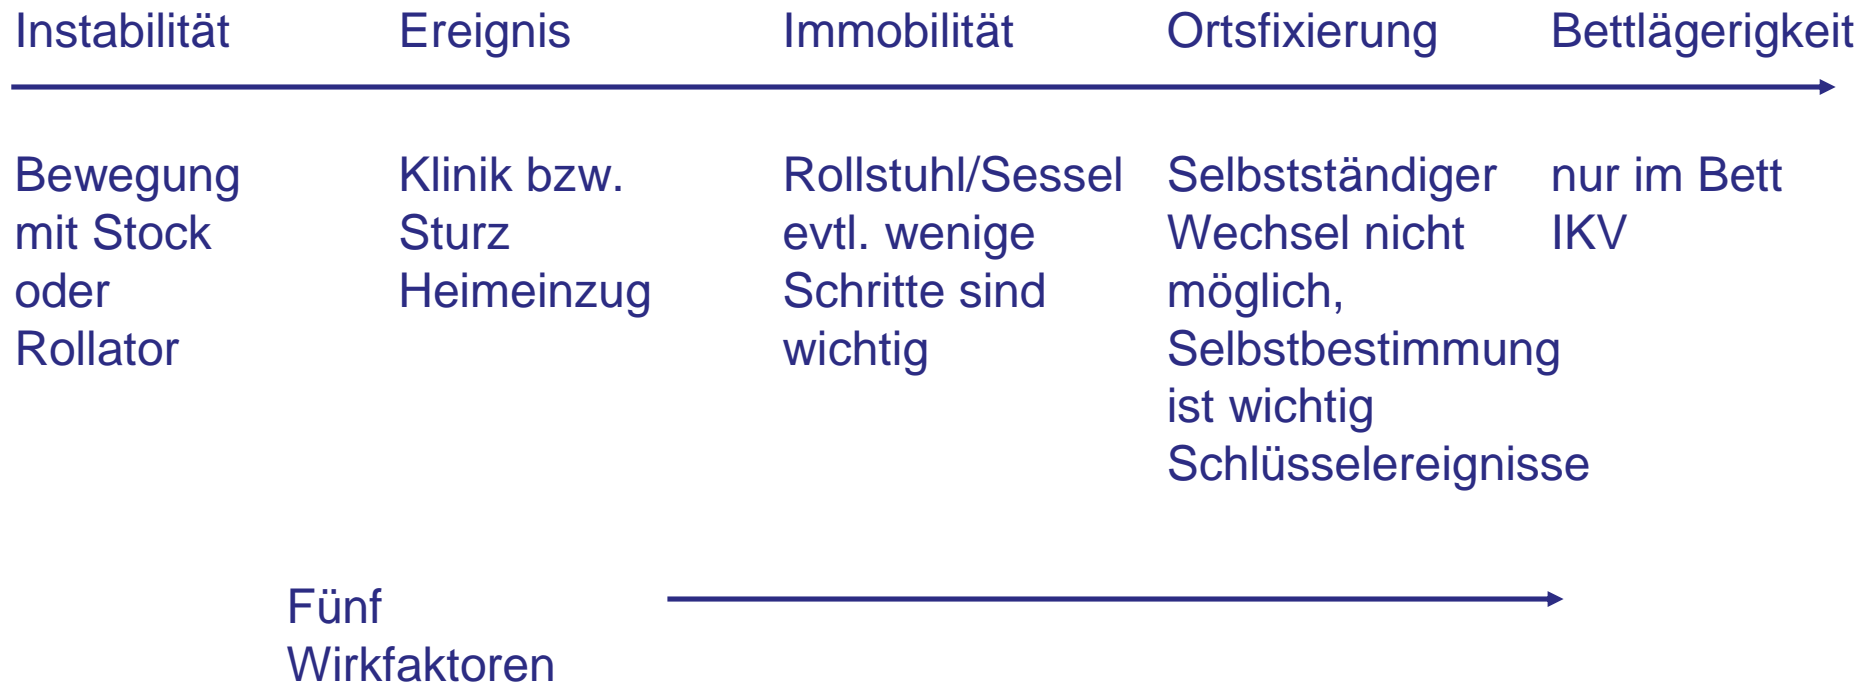 Instabilität
Ereignis
Immobilität
Ortsfixierung
Bettlägerigkeit
Bewegung
mit Stock
oder
Rollator
Klinik bzw.
Sturz
Heimeinzug
Rollstuhl/Sessel
evtl. wenige
Schritte sind
wichtig
Selbstständiger
Wechsel nicht
möglich,
Selbstbestimmung
ist wichtig
Schlüsselereignisse
nur im Bett
IKV
Fünf
Wirkfaktoren